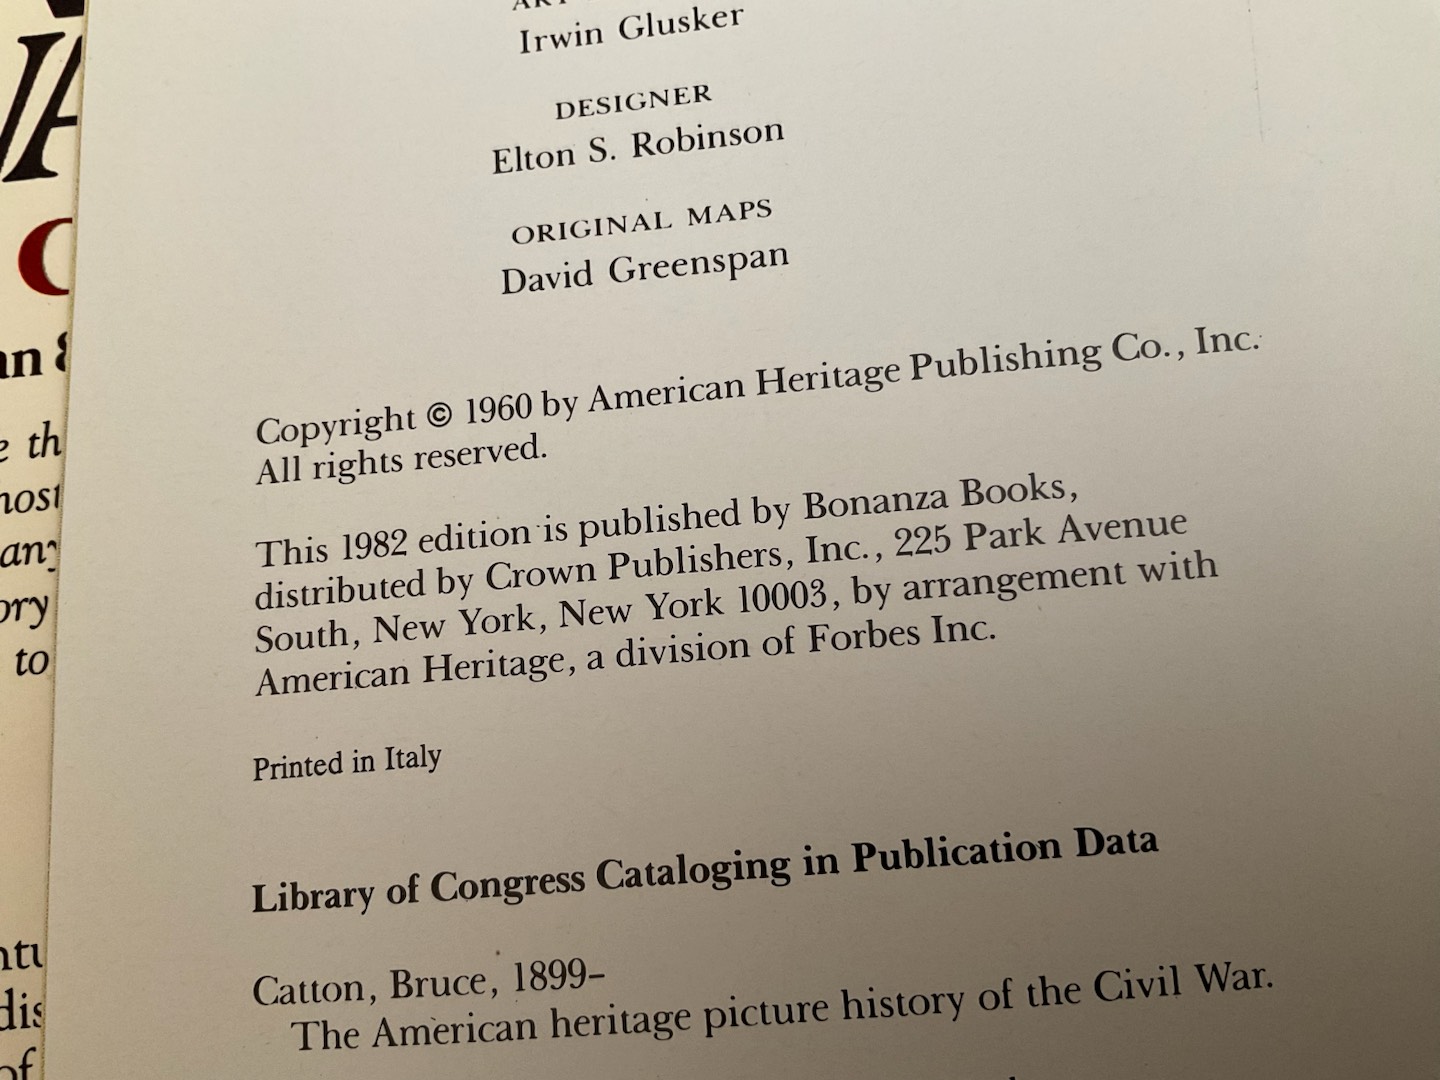 Irwin Glusker
DESIGNER
Elton S. Robinson
ORIGINAL MAPS
David Greenspan
Copyright © 1960 by American Heritage Publishing Co., Inc.
All rights reserved.
This 1982 edition is published by Bonanza Books,
distributed by Crown Publishers, Inc., 225 Park Avenue
South, New York, New York 10003, by arrangement with
American Heritage, a division of Forbes Inc.
Printed in Italy
Library of Congress Cataloging in Publication Data
Catton, Bruce, 1899–
The American heritage picture history of the Civil War.
to
of